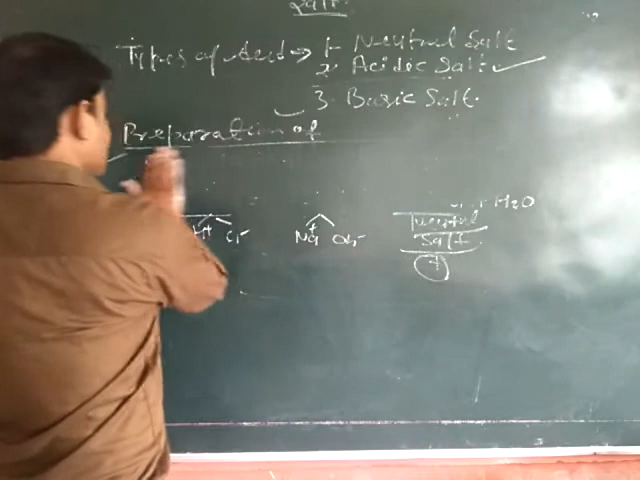 Salt.
Types of Acid → 1- Neutral Salt
2. Acidic Salt. ✓
3. Basic Salt.
Preparation of
+ H₂O
H⁺ Cl⁻ Na⁺ OH⁻ Neutral
Salt